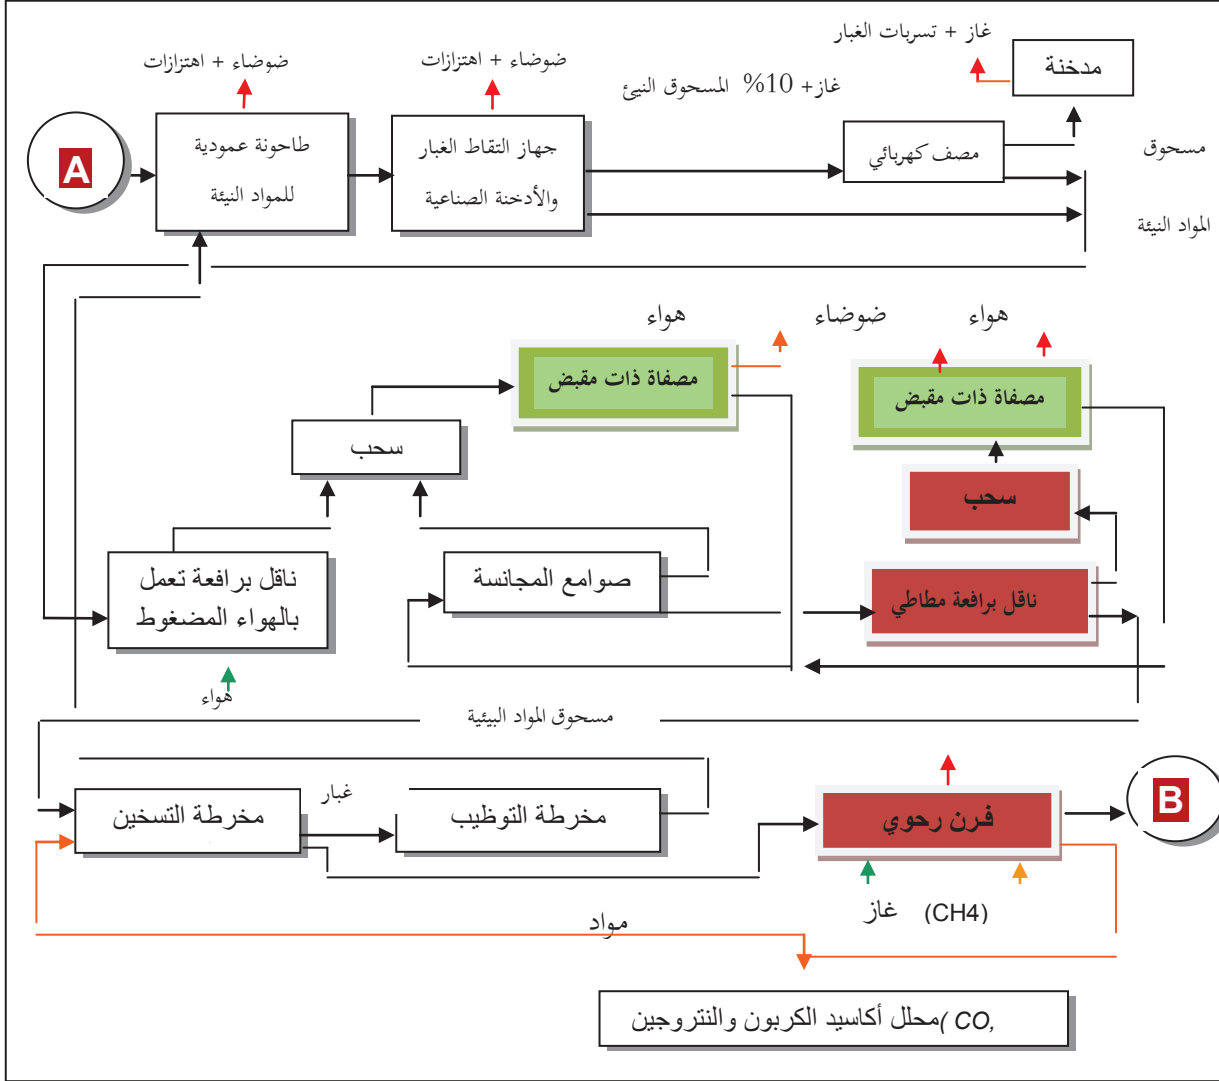 غاز + تسربات الغبار
ضوضاء + اهتزازات
ضوضاء + اهتزازات
مدخنة
غاز+ 10% المسحوق النيئ
A
طاحونة عمودية
للمواد النيئة
جهاز التقاط الغبار
والأدخنة الصناعية
مصف كهربائي
مسحوق
المواد النيئة
هواء
ضوضاء
هواء
مصفاة ذات مقبض
مصفاة ذات مقبض
سحب
سحب
ناقل برافعة تعمل
بالهواء المضغوط
صوامع المجانسة
ناقل برافعة مطاطي
هواء
مسحوق المواد البيئية
مخرطة التسخين
غبار
مخرطة التوظيب
فرن رحوي
B
غاز (CH4)
مواد
محلل أكاسيد الكربون والنتروجين( CO,